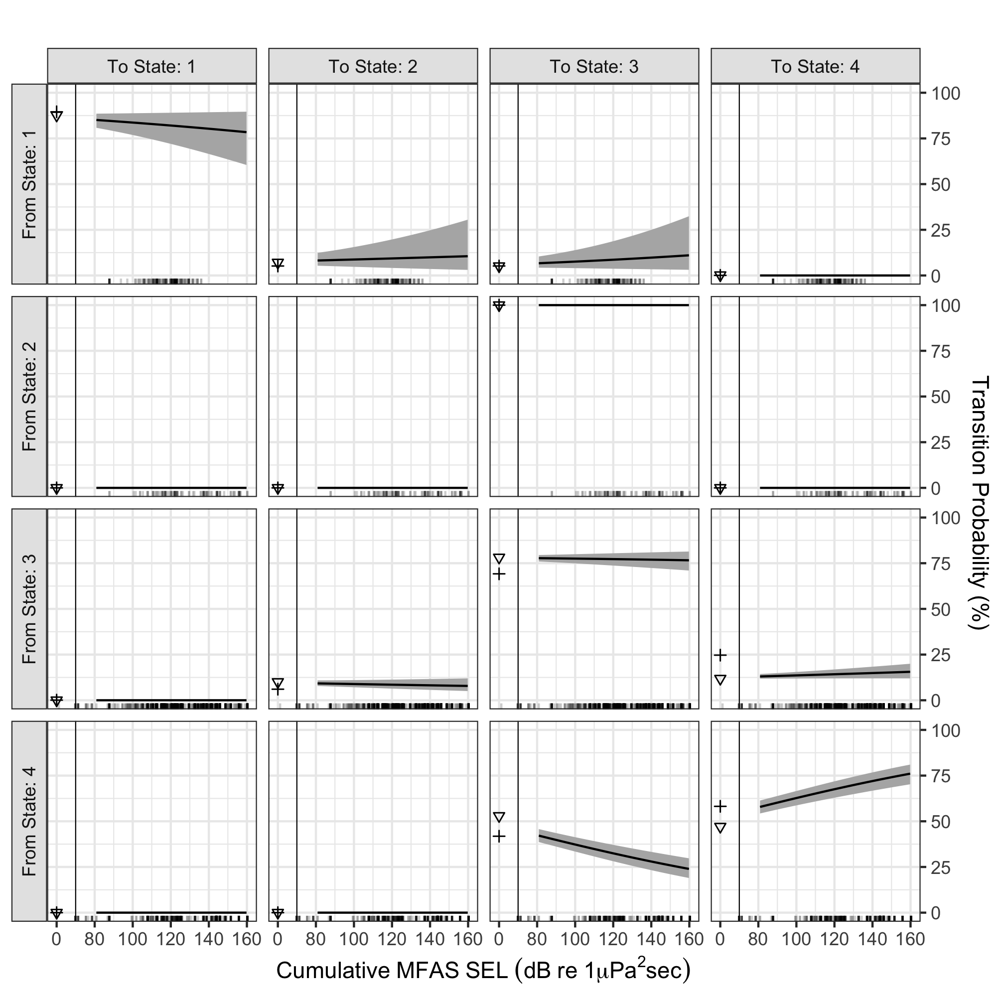 To State: 1 To State: 2 To State: 3 To State: 4
From State: 1
100
75
50
25
0
From State: 2
100
75
50
25
0
From State: 3
100
75
50
25
0
From State: 4
100
75
50
25
0
Transition Probability (%)
0 80 100 120 140 160 0 80 100 120 140 160 0 80 100 120 140 160 0 80 100 120 140 160
Cumulative MFAS SEL (dB re 1μPa²sec)